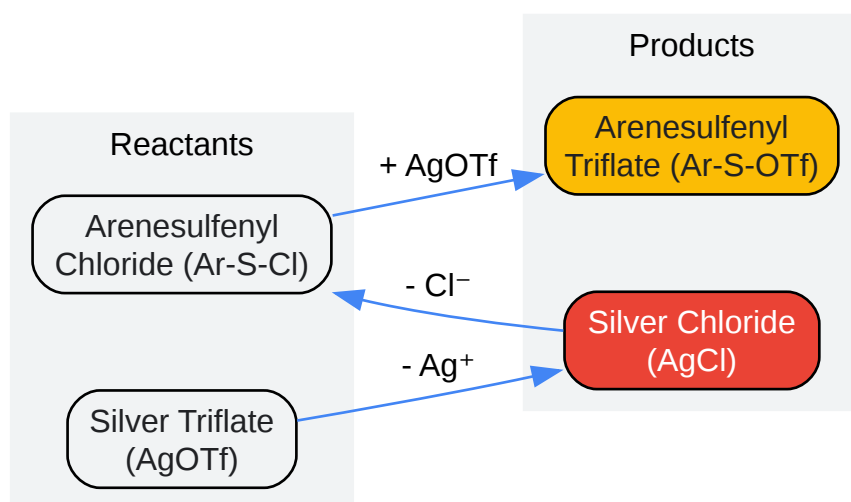 Products
Arenesulfenyl
Triflate (Ar-S-OTf)
Reactants
+ AgOTf
Arenesulfenyl
Chloride (Ar-S-Cl)
- Cl⁻
Silver Chloride
(AgCl)
- Ag⁺
Silver Triflate
(AgOTf)